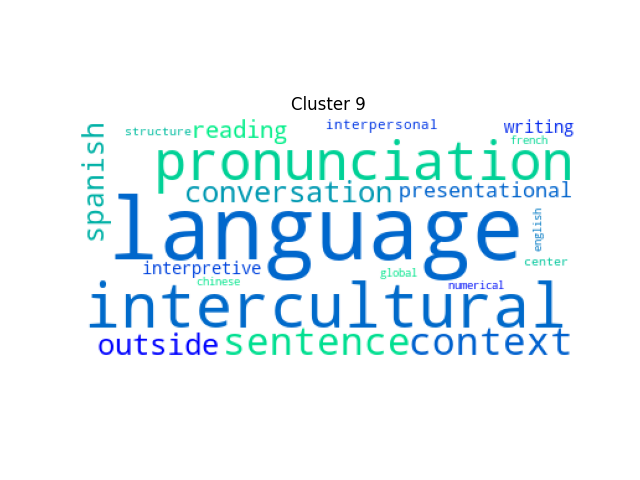 Cluster 9
spanish
structure
reading
interpersonal
writing
french
pronunciation
conversation
presentational
language
english
interpretive
center
chinese
global
numerical
intercultural
outside
sentence
context